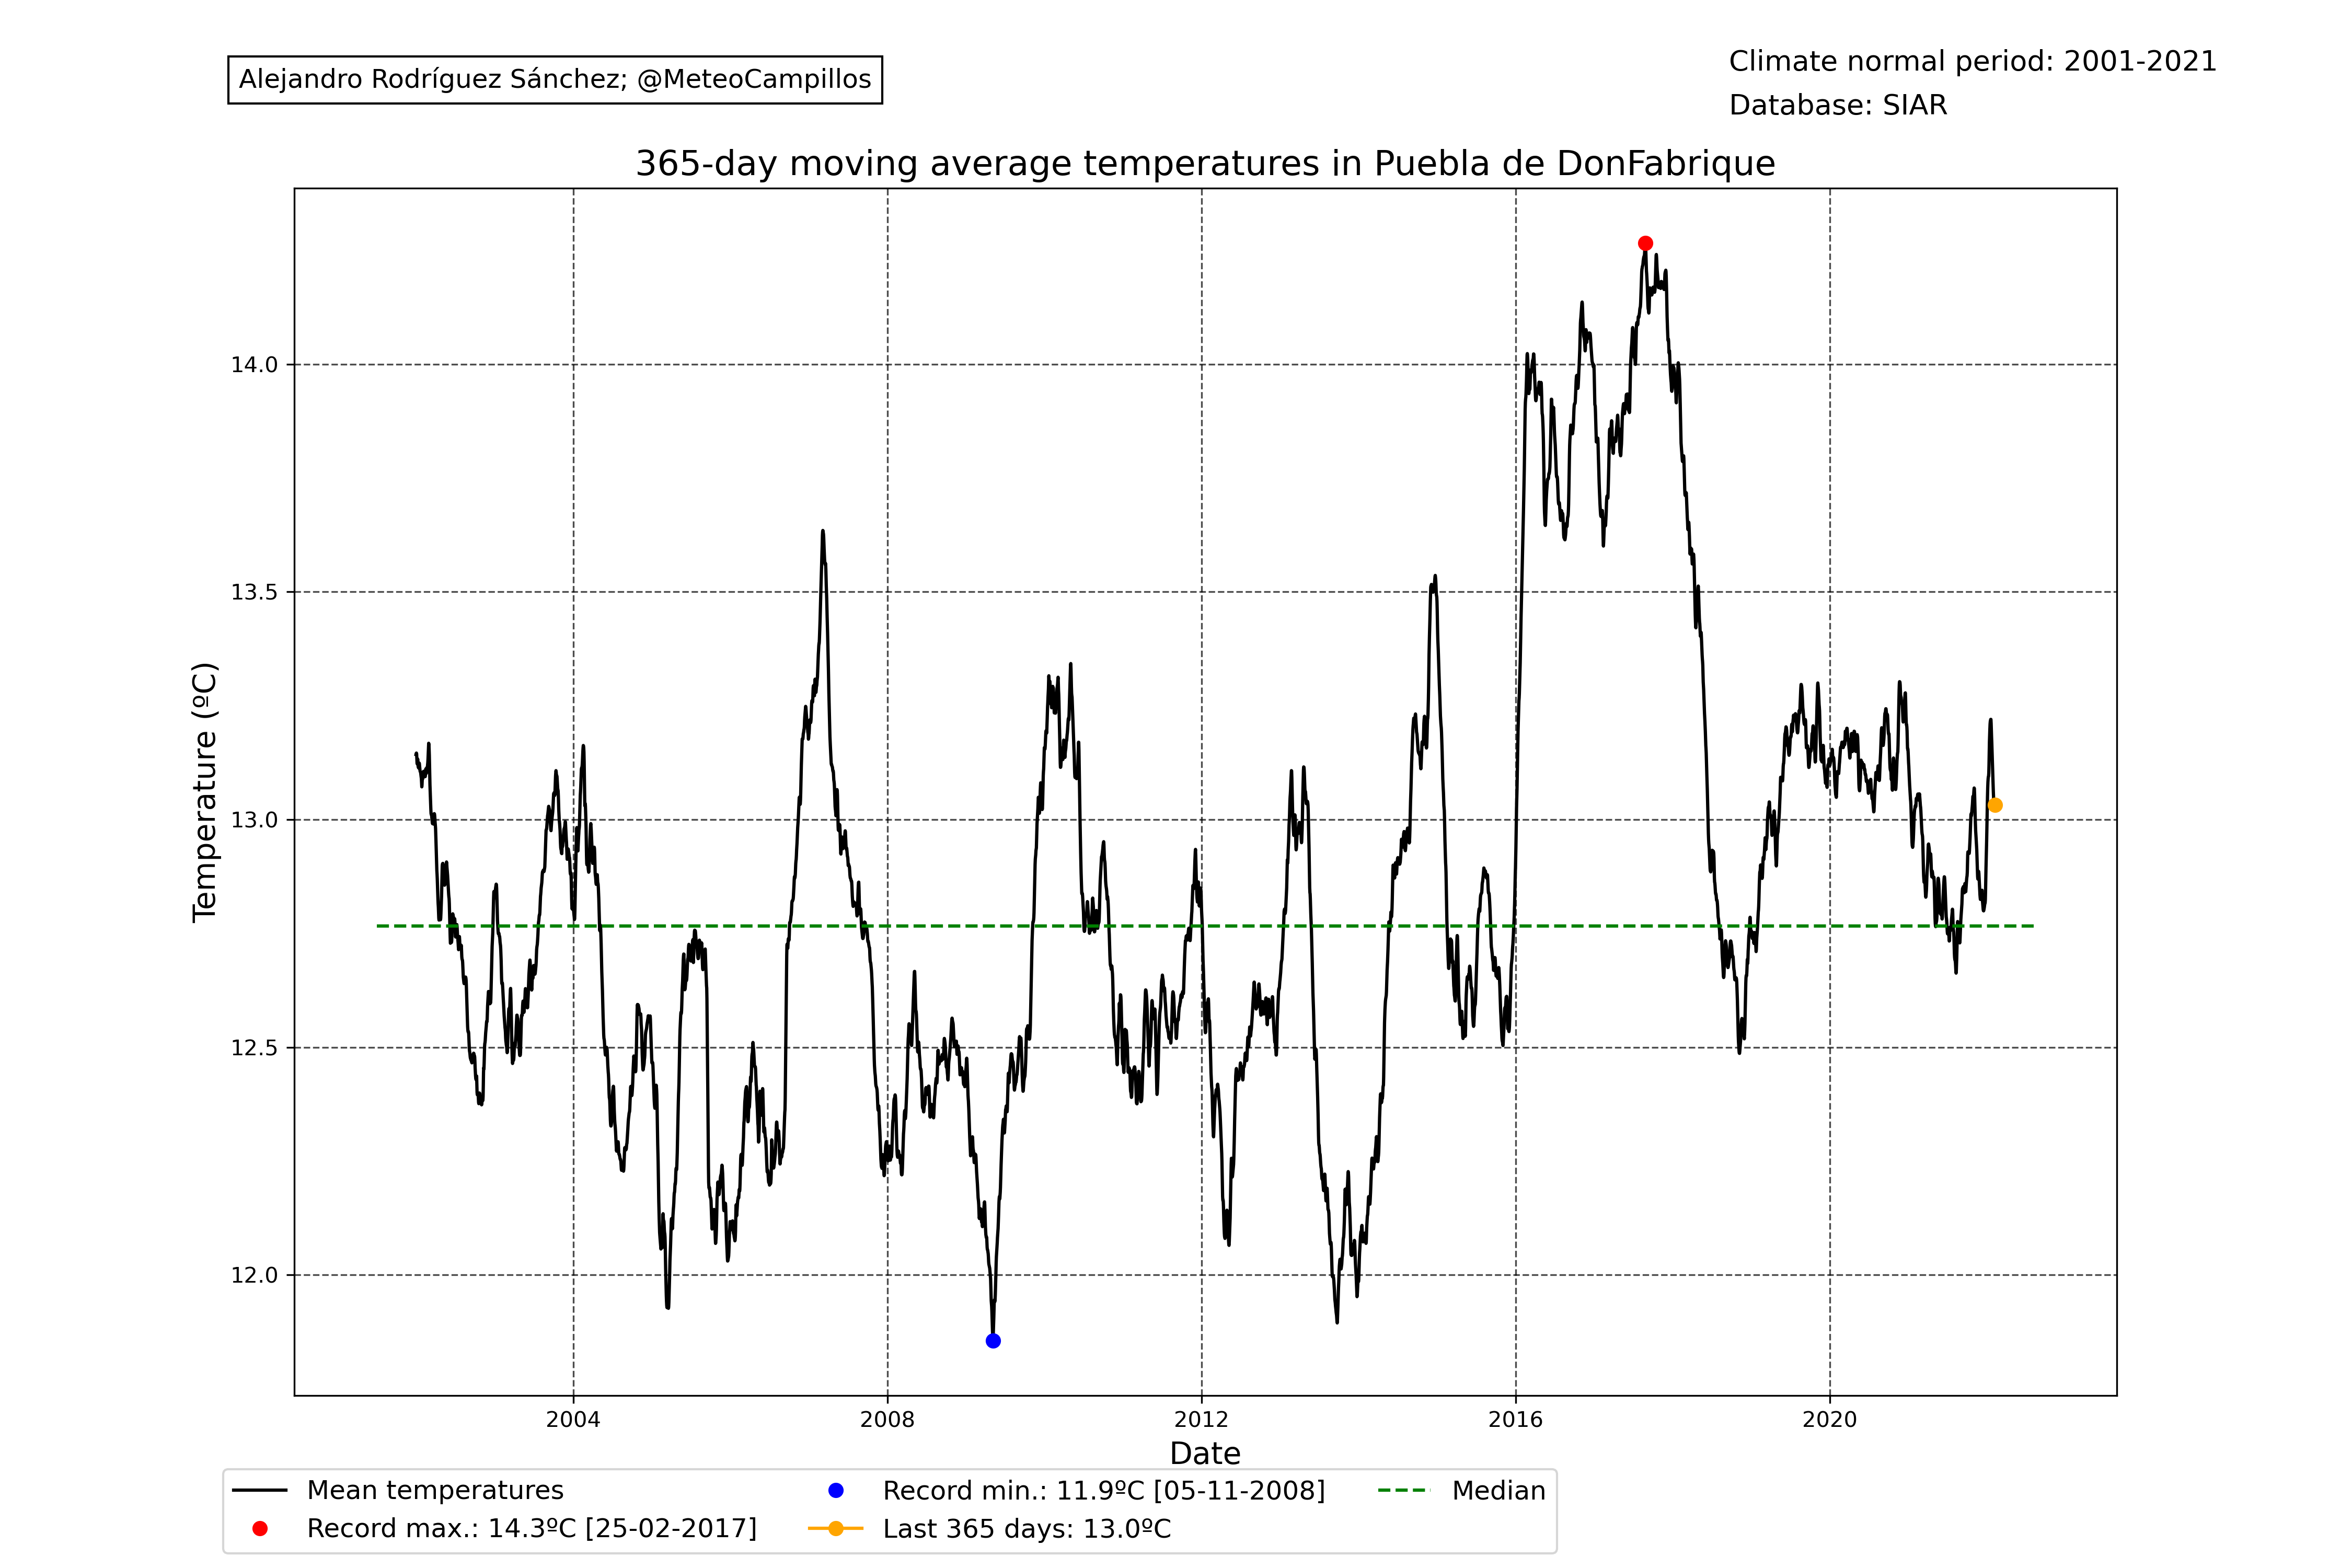 Alejandro Rodríguez Sánchez; @MeteoCampillos
Climate normal period: 2001-2021
Database: SIAR
365-day moving average temperatures in Puebla de DonFabrique
Temperature (ºC)
14.0
13.5
13.0
12.5
12.0
2004 2008 2012 2016 2020
Date
Mean temperatures
Record max.: 14.3ºC [25-02-2017]
Record min.: 11.9ºC [05-11-2008]
Last 365 days: 13.0ºC
Median